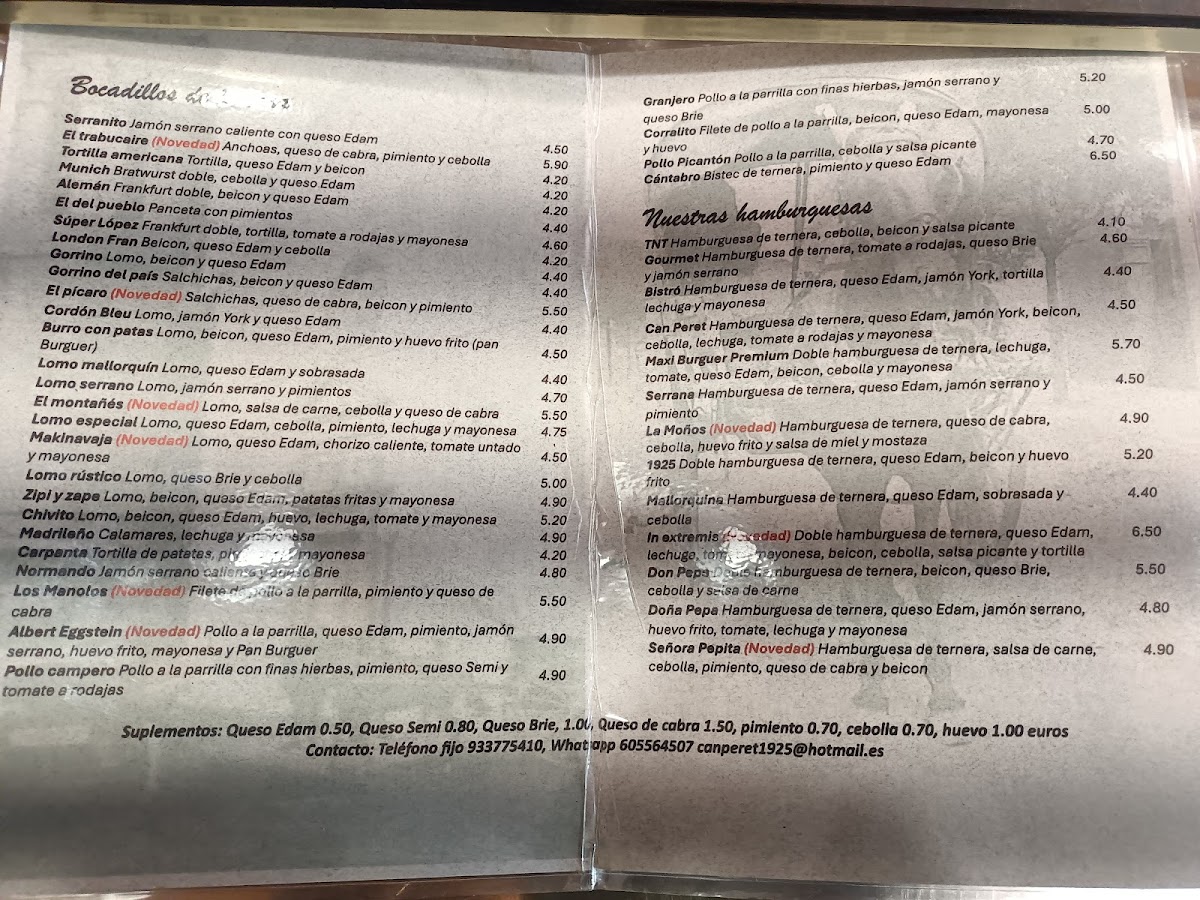 Bocadillos de
Serranito Jamón serrano caliente con queso Edam 4.50
El trabucaire (Novedad) Anchoas, queso de cabra, pimiento y cebolla 5.90
Tortilla americana Tortilla, queso Edam y beicon 4.20
Munich Bratwurst doble, cebolla y queso Edam 4.20
Alemán Frankfurt doble, beicon y queso Edam 4.20
El del pueblo Panceta con pimientos 4.40
Súper López Frankfurt doble, tortilla, tomate a rodajas y mayonesa 4.60
London Fran Beicon, queso Edam y cebolla 4.20
Gorrino Lomo, beicon y queso Edam 4.40
Gorrino del país Salchichas, beicon y queso Edam 4.40
El pícaro (Novedad) Salchichas, queso de cabra, beicon y pimiento 5.50
Cordón Bleu Lomo, jamón York y queso Edam 4.40
Burro con patas Lomo, beicon, queso Edam, pimiento y huevo frito (pan
Burguer) 4.50
Lomo mallorquín Lomo, queso Edam y sobrasada 4.40
Lomo serrano Lomo, jamón serrano y pimientos 4.70
El montañés (Novedad) Lomo, salsa de carne, cebolla y queso de cabra 5.50
Lomo especial Lomo, queso Edam, cebolla, pimiento, lechuga y mayonesa 4.75
Makinavaja (Novedad) Lomo, queso Edam, chorizo caliente, tomate untado
y mayonesa 4.50
Lomo rústico Lomo, queso Brie y cebolla 5.00
Zipi y zape Lomo, beicon, queso Edam, patatas fritas y mayonesa 4.90
Chivito Lomo, beicon, queso Edam, huevo, lechuga, tomate y mayonesa 5.20
Madrileño Calamares, lechuga y mayonesa 4.90
Carpanta Tortilla de patatas, mayonesa 4.20
Normando Jamón serrano caliente y queso Brie 4.80
Los Manolos (Novedad) Filete de pollo a la parrilla, pimiento y queso de
cabra 5.50
Albert Eggstein (Novedad) Pollo a la parrilla, queso Edam, pimiento, jamón
serrano, huevo frito, mayonesa y Pan Burguer 4.90
Pollo campero Pollo a la parrilla con finas hierbas, pimiento, queso Semi y
tomate a rodajas 4.90
Granjero Pollo a la parrilla con finas hierbas, jamón serrano y 5.20
queso Brie
Corralito Filete de pollo a la parrilla, beicon, queso Edam, mayonesa 5.00
y huevo
Pollo Picantón Pollo a la parrilla, cebolla y salsa picante 4.70
Cántabro Bistec de ternera, pimiento y queso Edam 6.50
Nuestras hamburguesas
TNT Hamburguesa de ternera, cebolla, beicon y salsa picante 4.10
Gourmet Hamburguesa de ternera, tomate a rodajas, queso Brie 4.60
y jamón serrano
Bistró Hamburguesa de ternera, queso Edam, jamón York, tortilla 4.40
lechuga y mayonesa
Can Peret Hamburguesa de ternera, queso Edam, jamón York, beicon, 4.50
cebolla, lechuga, tomate a rodajas y mayonesa
Maxi Burguer Premium Doble hamburguesa de ternera, lechuga, 5.70
tomate, queso Edam, beicon, cebolla y mayonesa
Serrana Hamburguesa de ternera, queso Edam, jamón serrano y 4.50
pimiento
La Moños (Novedad) Hamburguesa de ternera, queso de cabra, 4.90
cebolla, huevo frito y salsa de miel y mostaza
1925 Doble hamburguesa de ternera, queso Edam, beicon y huevo 5.20
frito
Mallorquina Hamburguesa de ternera, queso Edam, sobrasada y 4.40
cebolla
In extremis (Novedad) Doble hamburguesa de ternera, queso Edam, 6.50
lechuga, tomate, mayonesa, beicon, cebolla, salsa picante y tortilla
Don Pepe Doble hamburguesa de ternera, beicon, queso Brie, 5.50
cebolla y salsa de carne
Doña Pepa Hamburguesa de ternera, queso Edam, jamón serrano, 4.80
huevo frito, tomate, lechuga y mayonesa
Señora Pepita (Novedad) Hamburguesa de ternera, salsa de carne, 4.90
cebolla, pimiento, queso de cabra y beicon
Suplementos: Queso Edam 0.50, Queso Semi 0.80, Queso Brie, 1.00, Queso de cabra 1.50, pimiento 0.70, cebolla 0.70, huevo 1.00 euros
Contacto: Teléfono fijo 933775410, Whatsapp 605564507 canperet1925@hotmail.es